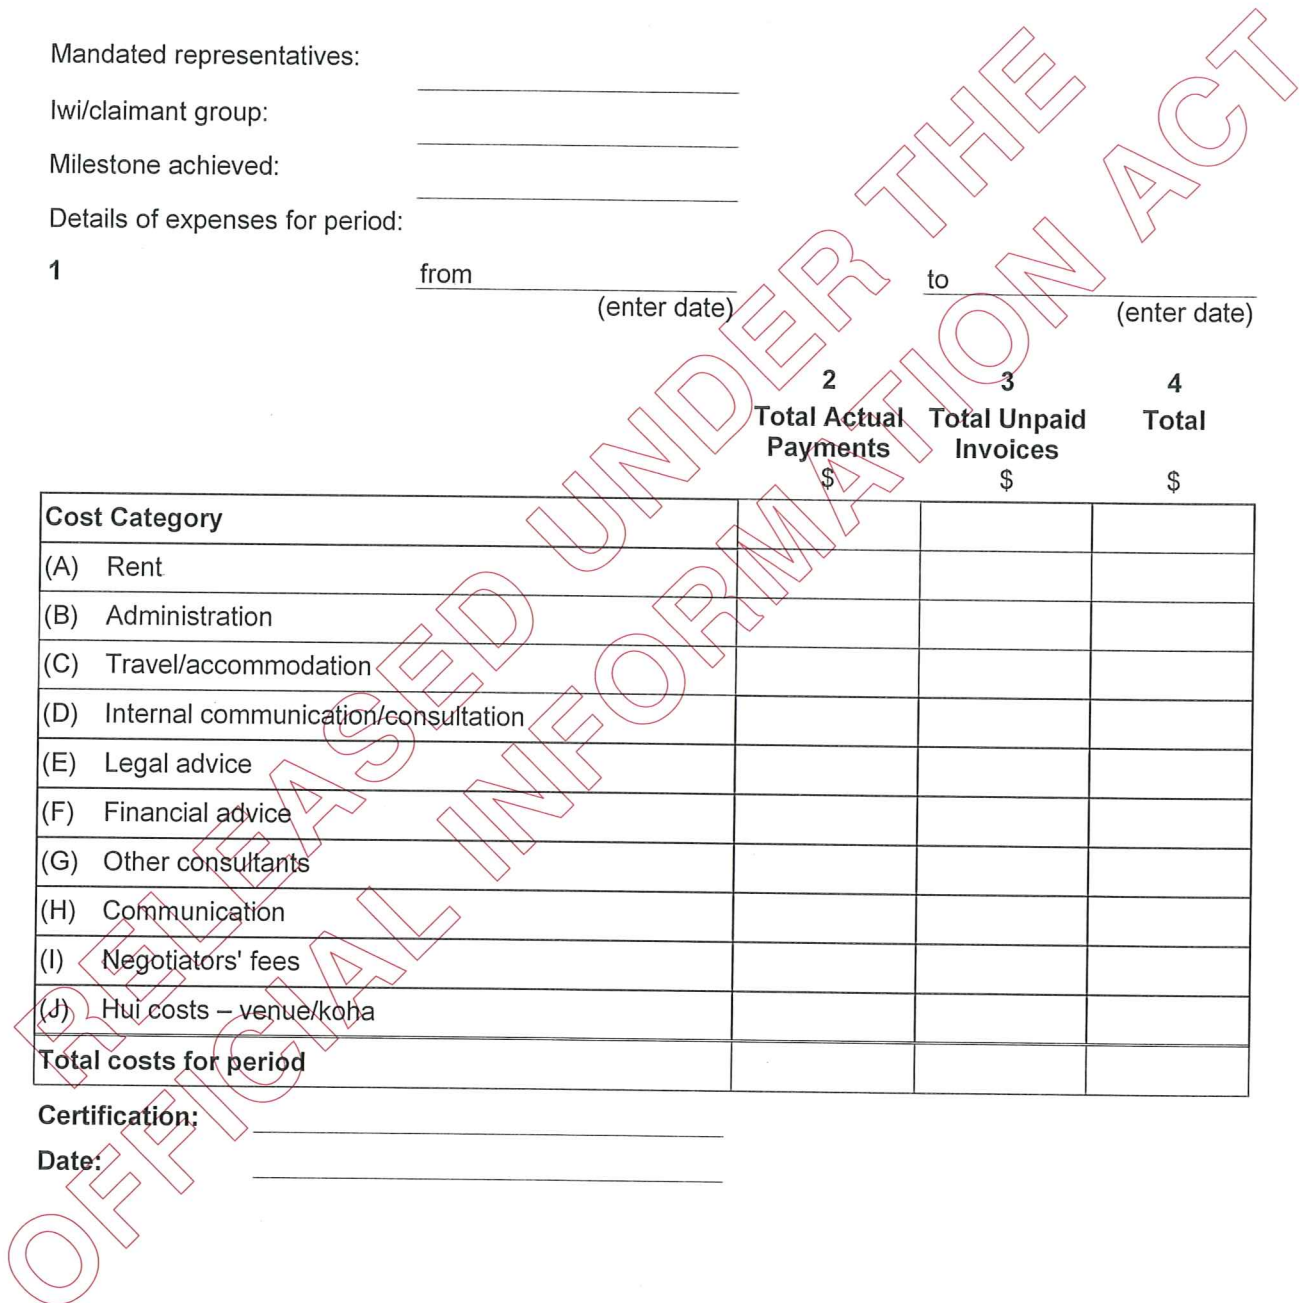 Mandated representatives:
Iwi/claimant group:
Milestone achieved:
Details of expenses for period:
1 from to
(enter date) (enter date)
2 3 4
Total Actual Total Unpaid Total
Payments Invoices
$ $ $
Cost Category
(A) Rent
(B) Administration
(C) Travel/accommodation
(D) Internal communication/consultation
(E) Legal advice
(F) Financial advice
(G) Other consultants
(H) Communication
(I) Negotiators' fees
(J) Hui costs – venue/koha
Total costs for period
Certification:
Date:
RELEASED UNDER THE
OFFICIAL INFORMATION ACT